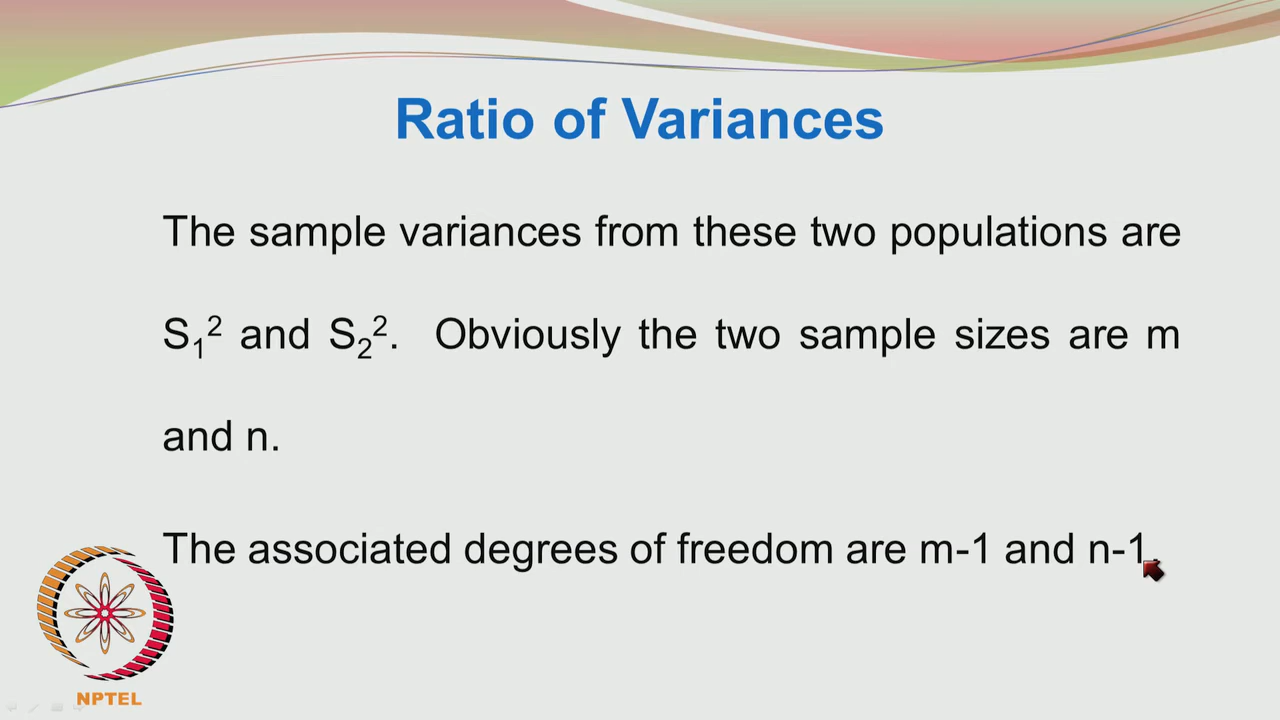 Ratio of Variances
The sample variances from these two populations are
S₁² and S₂². Obviously the two sample sizes are m
and n.
The associated degrees of freedom are m-1 and n-1.
NPTEL